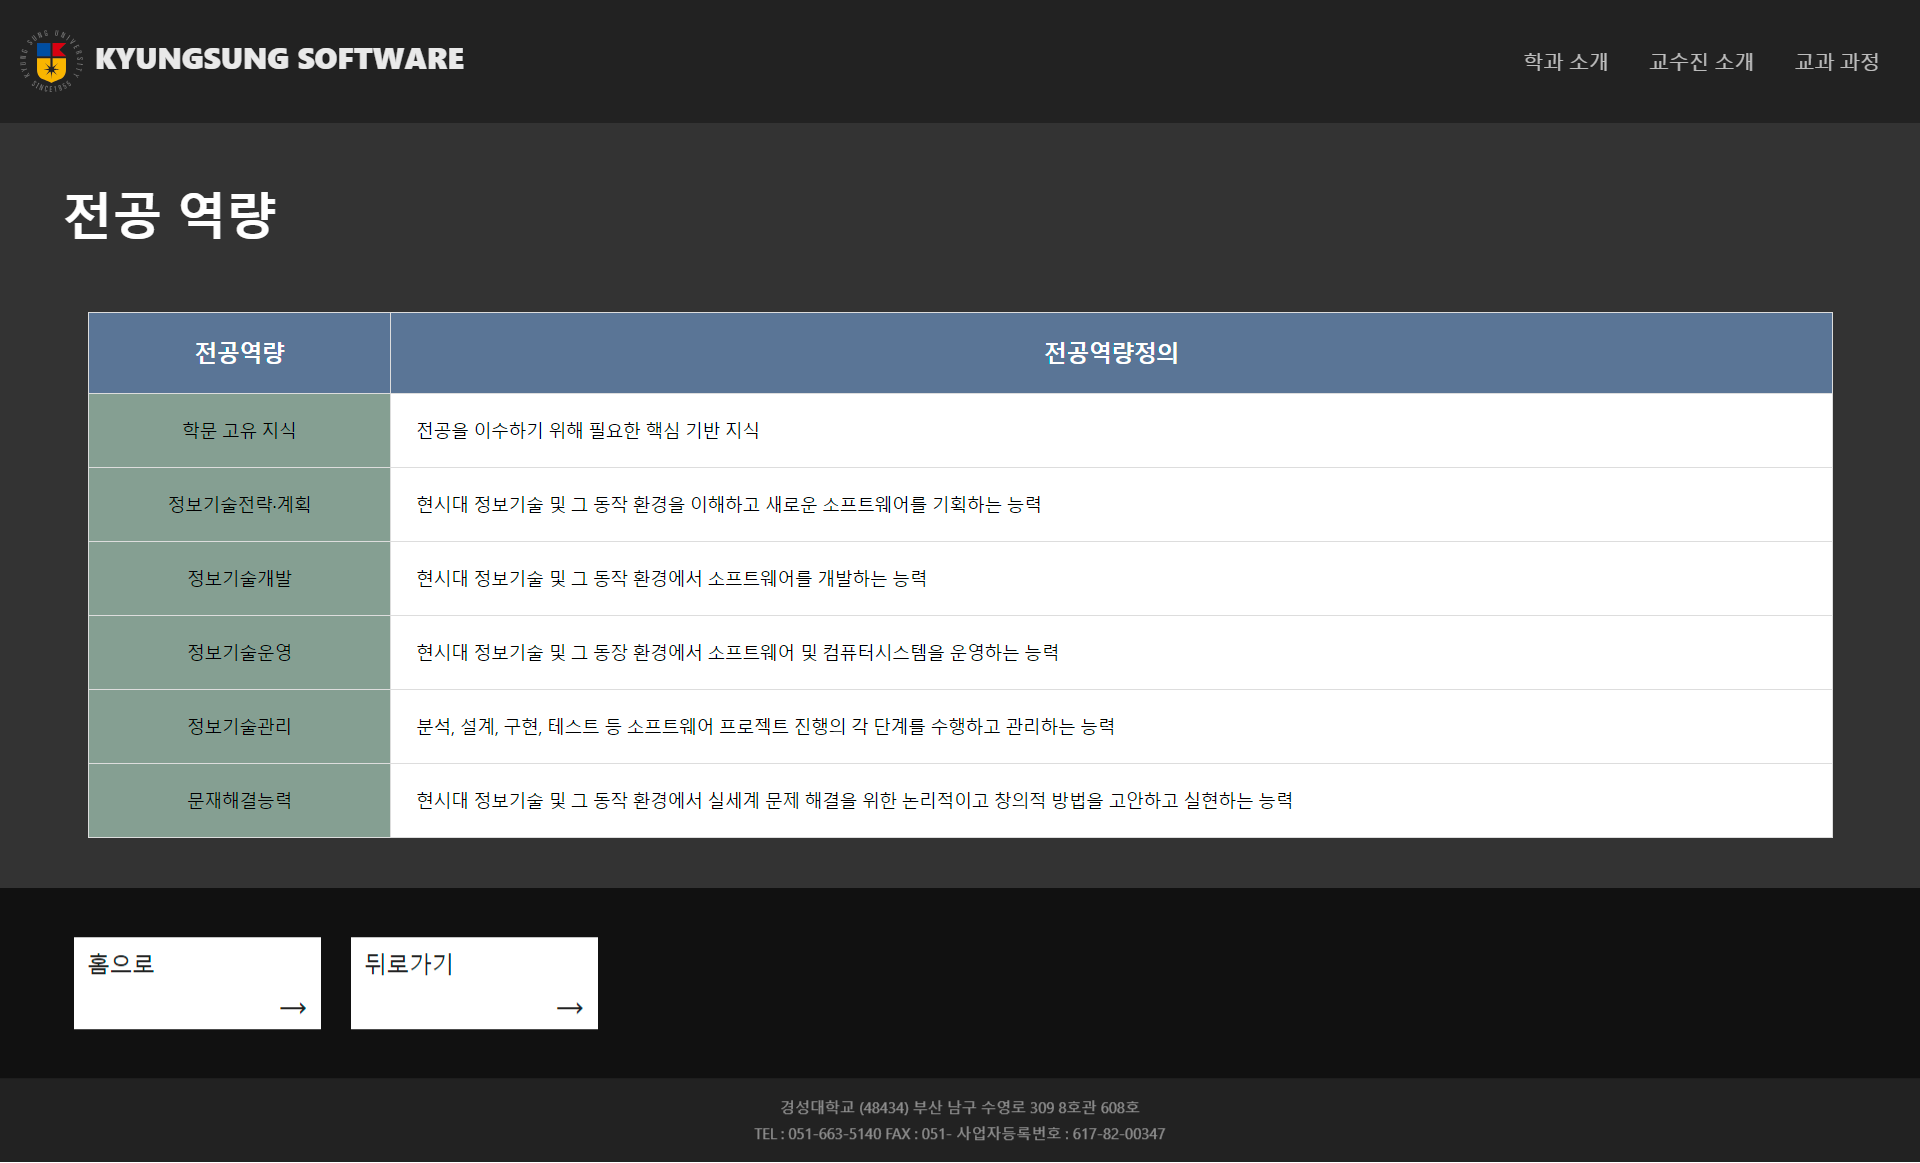 KYUNG SUNG UNIVERSITY
SINCE1955
KYUNGSUNG SOFTWARE
학과 소개 교수진 소개 교과 과정
전공 역량
전공역량 전공역량정의
학문 고유 지식 전공을 이수하기 위해 필요한 핵심 기반 지식
정보기술전략·계획 현시대 정보기술 및 그 동작 환경을 이해하고 새로운 소프트웨어를 기획하는 능력
정보기술개발 현시대 정보기술 및 그 동작 환경에서 소프트웨어를 개발하는 능력
정보기술운영 현시대 정보기술 및 그 동장 환경에서 소프트웨어 및 컴퓨터시스템을 운영하는 능력
정보기술관리 분석, 설계, 구현, 테스트 등 소프트웨어 프로젝트 진행의 각 단계를 수행하고 관리하는 능력
문재해결능력 현시대 정보기술 및 그 동작 환경에서 실세계 문제 해결을 위한 논리적이고 창의적 방법을 고안하고 실현하는 능력
홈으로 → 뒤로가기 →
경성대학교 (48434) 부산 남구 수영로 309 8호관 608호
TEL : 051-663-5140 FAX : 051- 사업자등록번호 : 617-82-00347